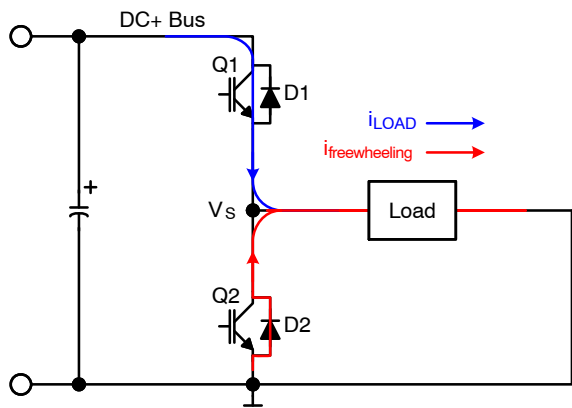 DC+ Bus
Q1
D1
iLOAD
ifreewheeling
+
VS
Load
Q2
D2